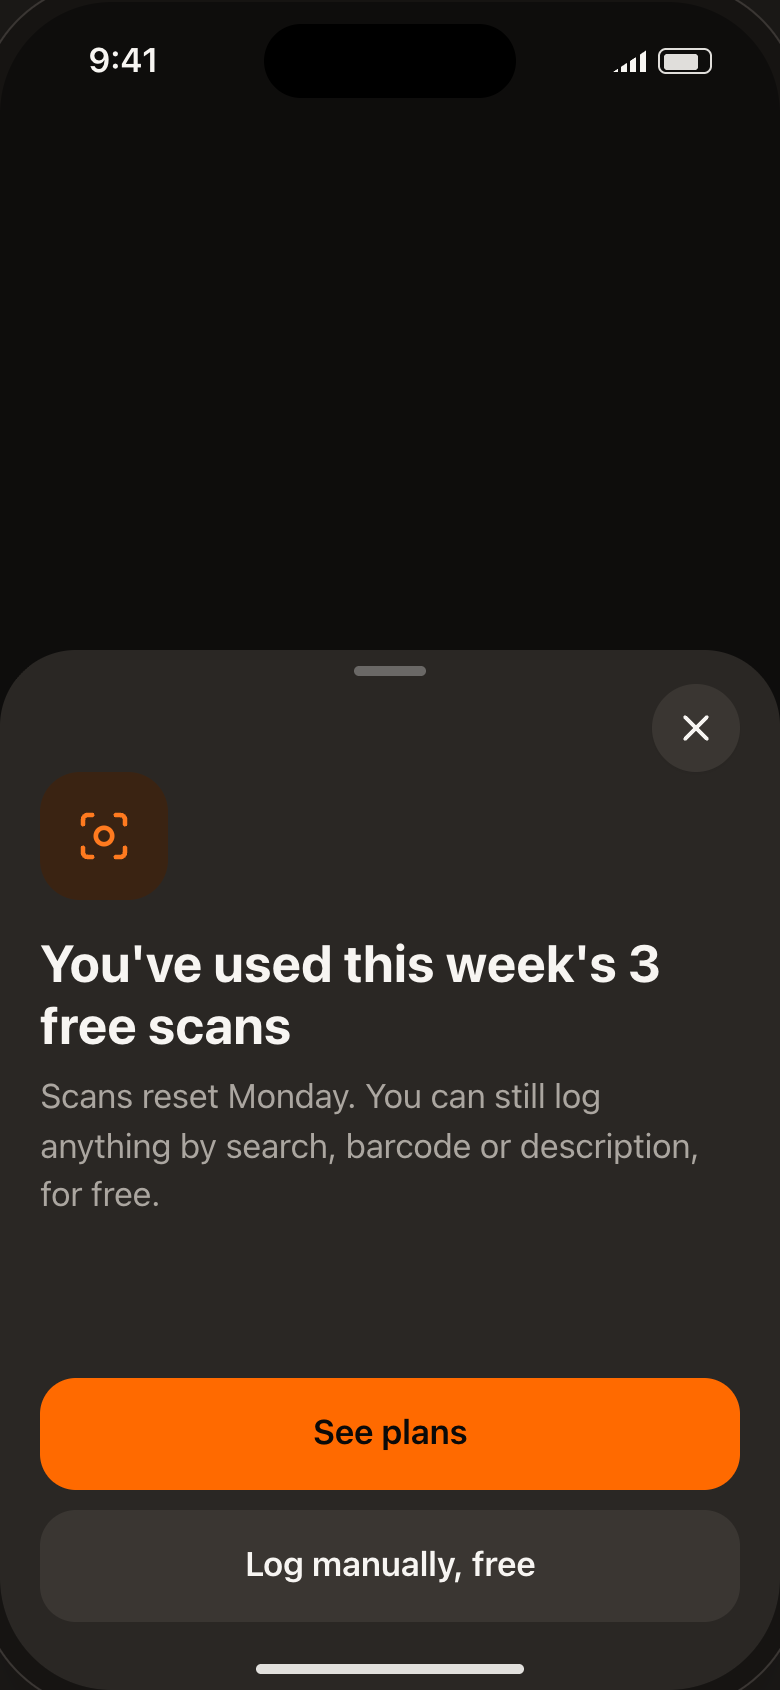 9:41
You've used this week's 3
free scans
Scans reset Monday. You can still log
anything by search, barcode or description,
for free.
See plans
Log manually, free